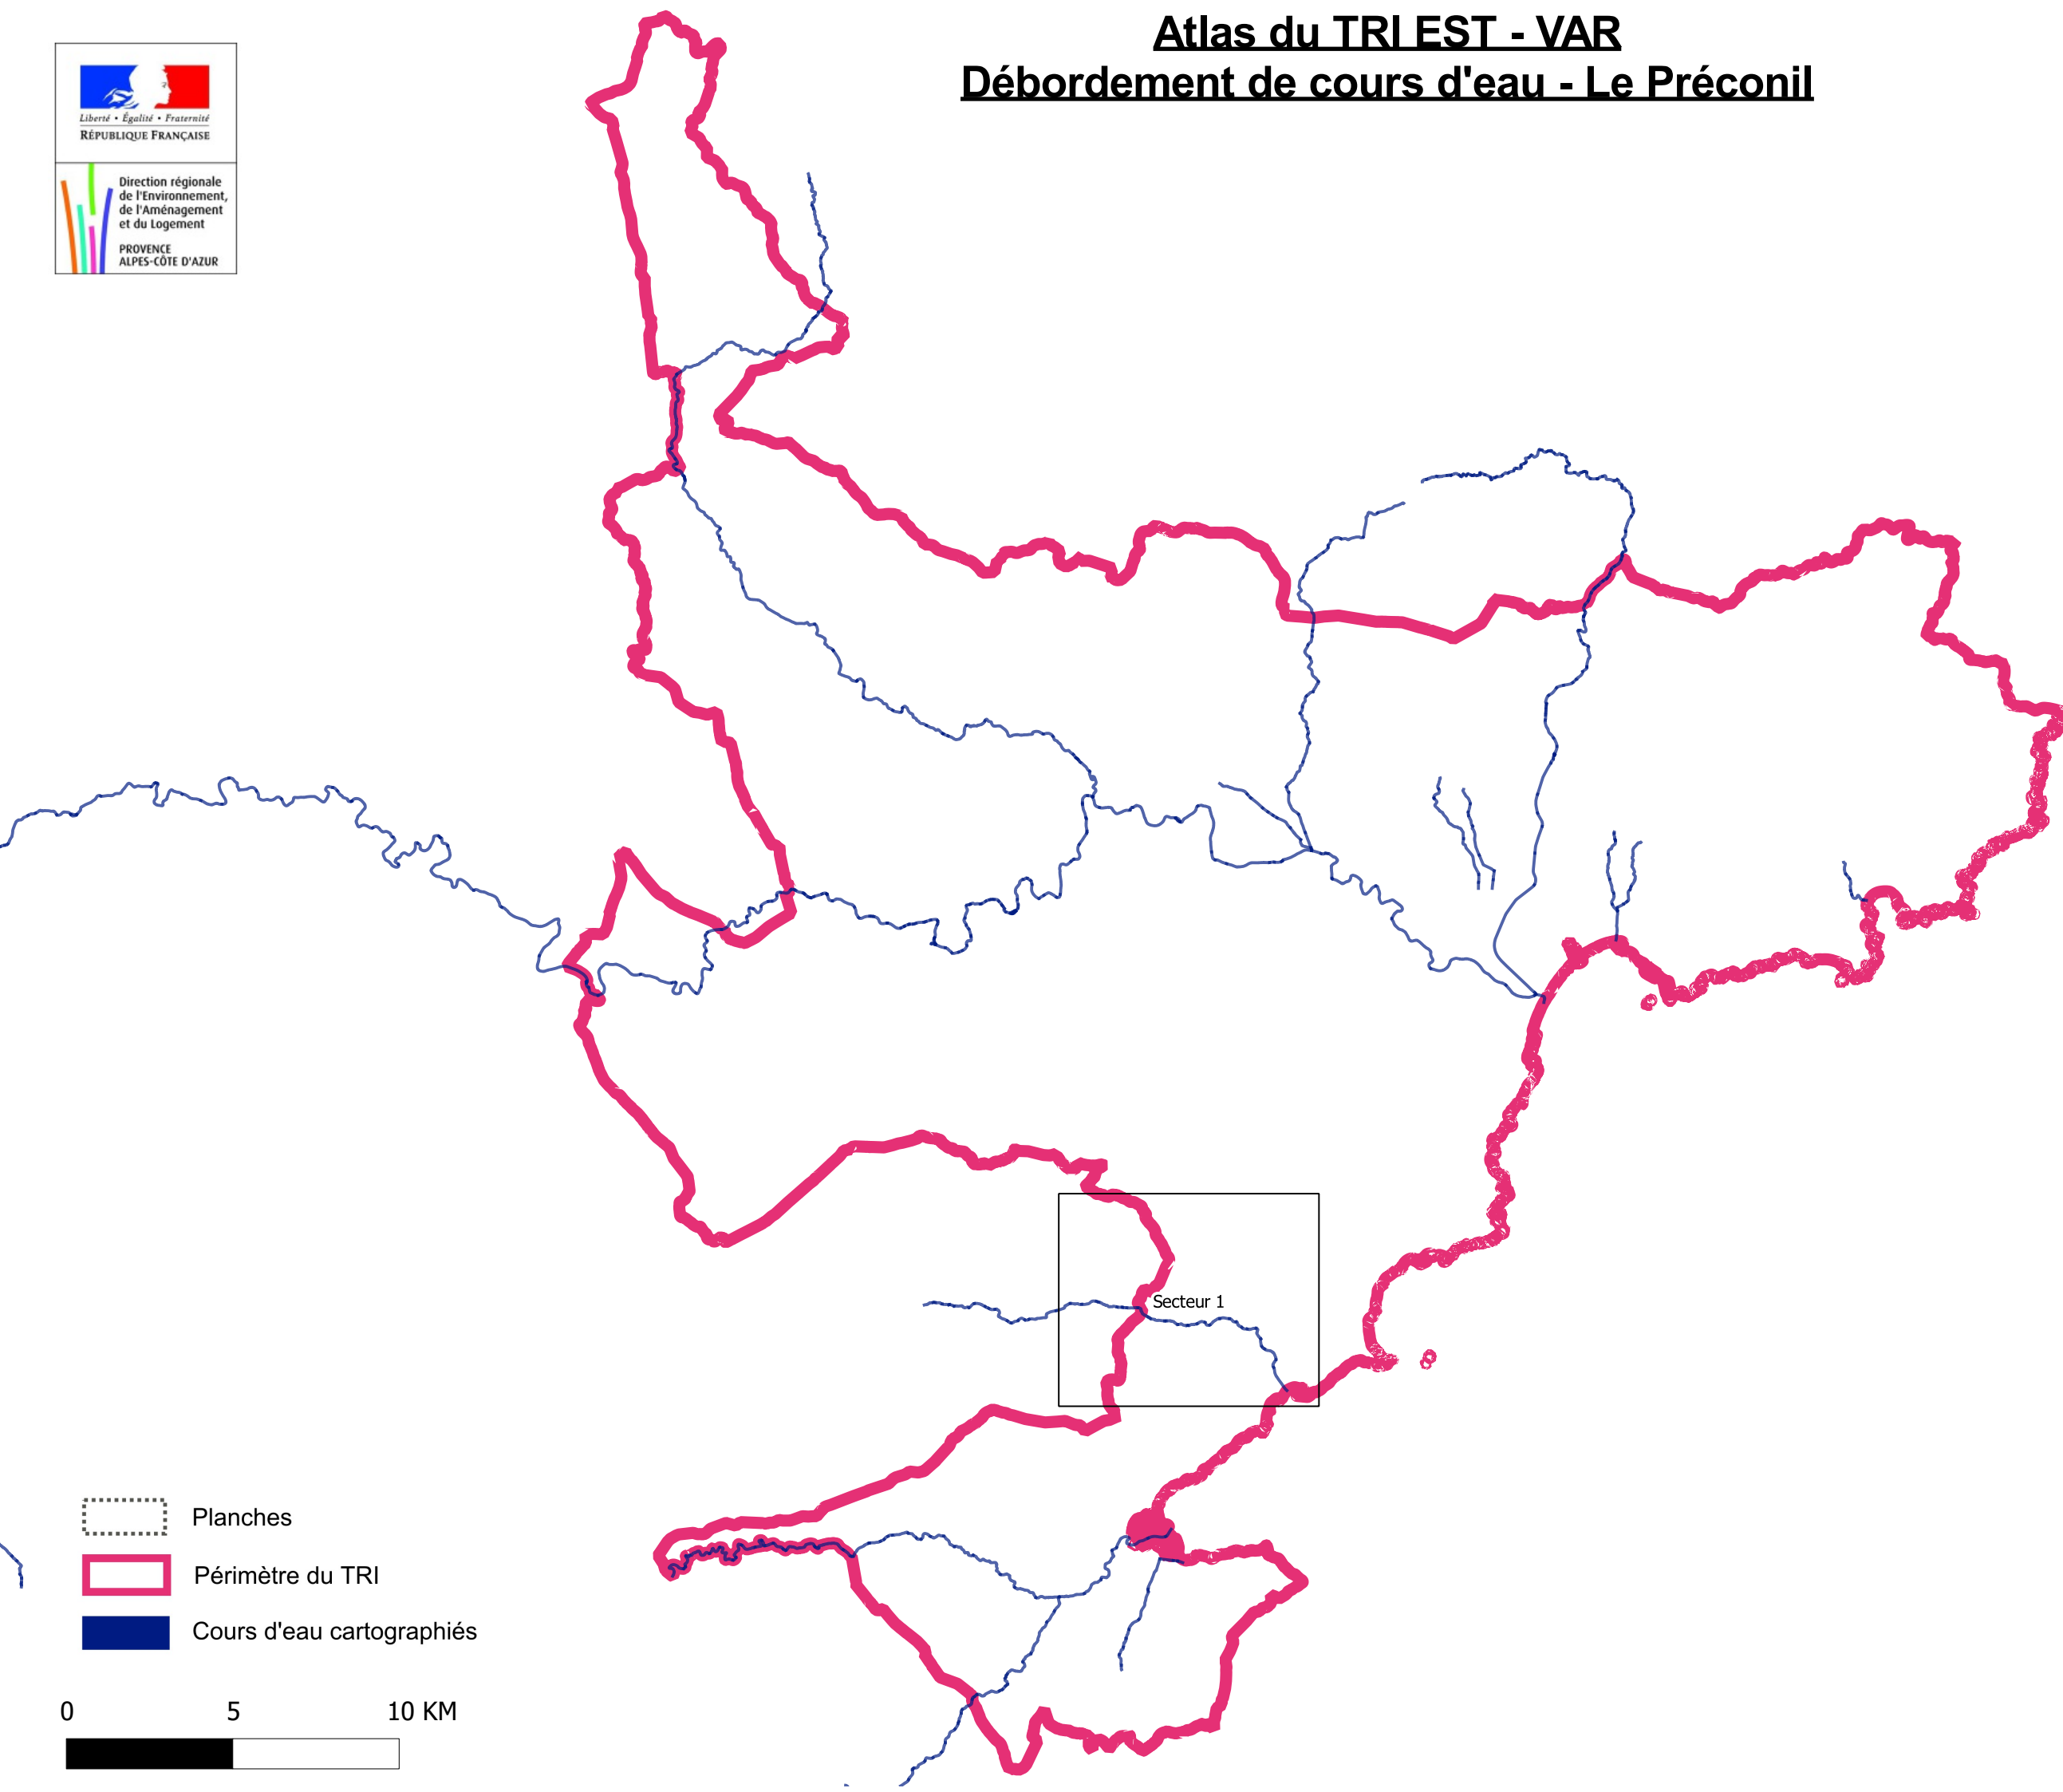 Atlas du TRI EST - VAR
Débordement de cours d'eau - Le Préconil
Liberté • Égalité • Fraternité
RÉPUBLIQUE FRANÇAISE
Direction régionale
de l'Environnement,
de l'Aménagement
et du Logement
PROVENCE
ALPES-CÔTE D'AZUR
Secteur 1
Planches
Périmètre du TRI
Cours d'eau cartographiés
0 5 10 KM